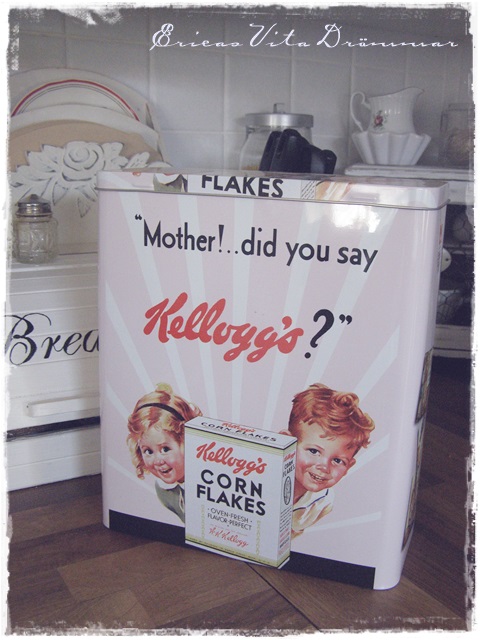 Ericas Vita Drömmar
FLAKES
"Mother!..did you say
Kellogg's?"
Brea
Kellogg's
CORN FLAKES
Kellogg's
CORN
FLAKES
· OVEN-FRESH ·
FLAVOR-PERFECT
W.K. Kellogg